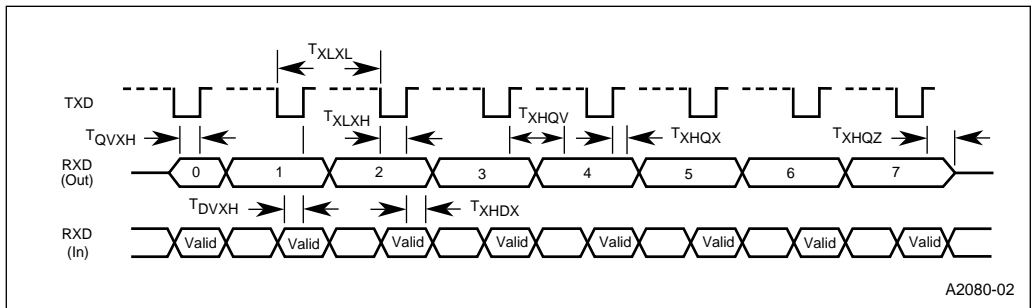 TXLXL
TXD
TXLXH
TXHQV
TQVXH
TXHQX
TXHQZ
RXD
(Out)
0 1 2 3 4 5 6 7
TDVXH
TXHDX
RXD
(In)
Valid Valid Valid Valid Valid Valid Valid Valid
A2080-02